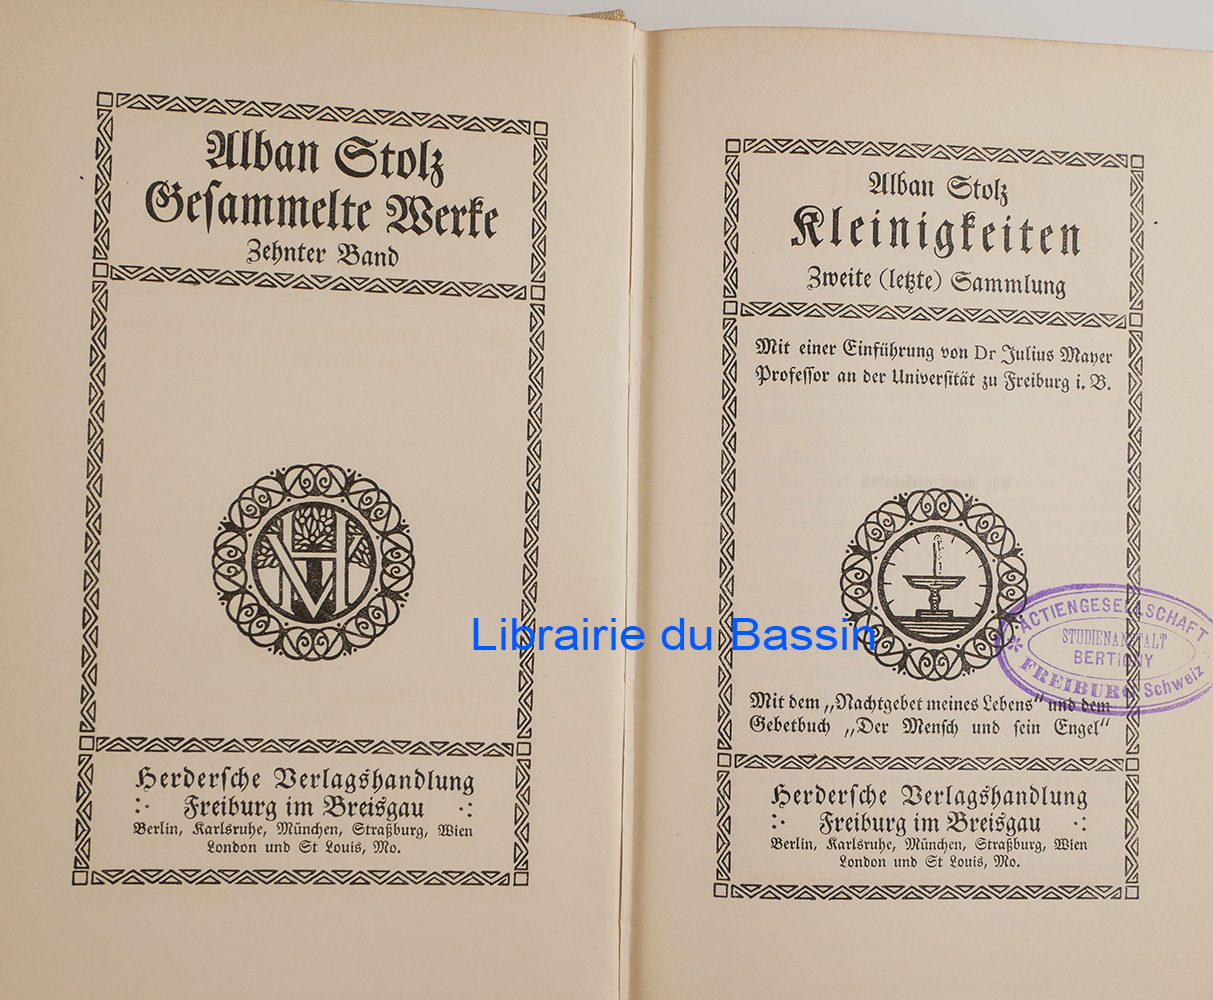 Alban Stolz
Gesammelte Werke
Zehnter Band
Herdersche Verlagshandlung
Freiburg im Breisgau
Berlin, Karlsruhe, München, Straßburg, Wien
London und St Louis, Mo.
Alban Stolz
Kleinigkeiten
Zweite (letzte) Sammlung
Mit einer Einführung von Dr Julius Mayer
Professor an der Universität zu Freiburg i. B.
Librairie du Bassin
ACTIENGESELLSCHAFT
STUDIENANSTALT
BERTIGNY
FREIBURG Schweiz
Mit dem „Nachtgebet meines Lebens" und dem
Gebetbuch „Der Mensch und sein Engel"
Herdersche Verlagshandlung
Freiburg im Breisgau
Berlin, Karlsruhe, München, Straßburg, Wien
London und St Louis, Mo.